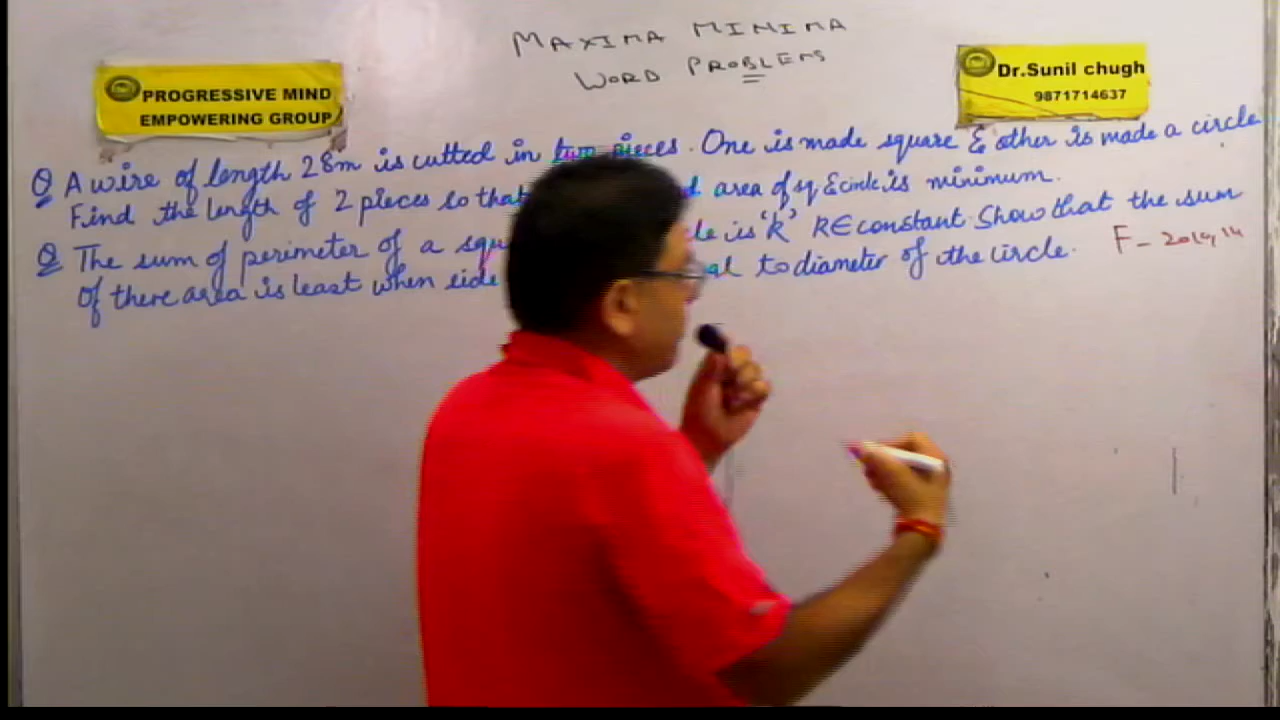 MAXIMA MINIMA
WORD PROBLEMS
PROGRESSIVE MIND
EMPOWERING GROUP
Dr.Sunil chugh
9871714637
Q A wire of length 28m is cutted in two pieces. One is made square & other is made a circle
Find the length of 2 pieces so that area of sq & circle is minimum.
Q The sum of perimeter of a is 'k' KE constant. Show that the sum
of there area is least when side to diameter of the circle.
F - 2014,14